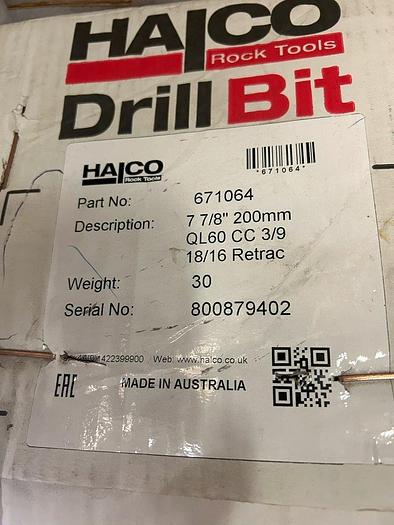 HALCO
Rock Tools
Drill Bit
HALCO
Rock Tools
*671064*
Part No: 671064
Description: 7 7/8" 200mm
QL60 CC 3/9
18/16 Retrac
Weight: 30
Serial No: 800879402
1422399900 Web: www.halco.co.uk
EAC MADE IN AUSTRALIA